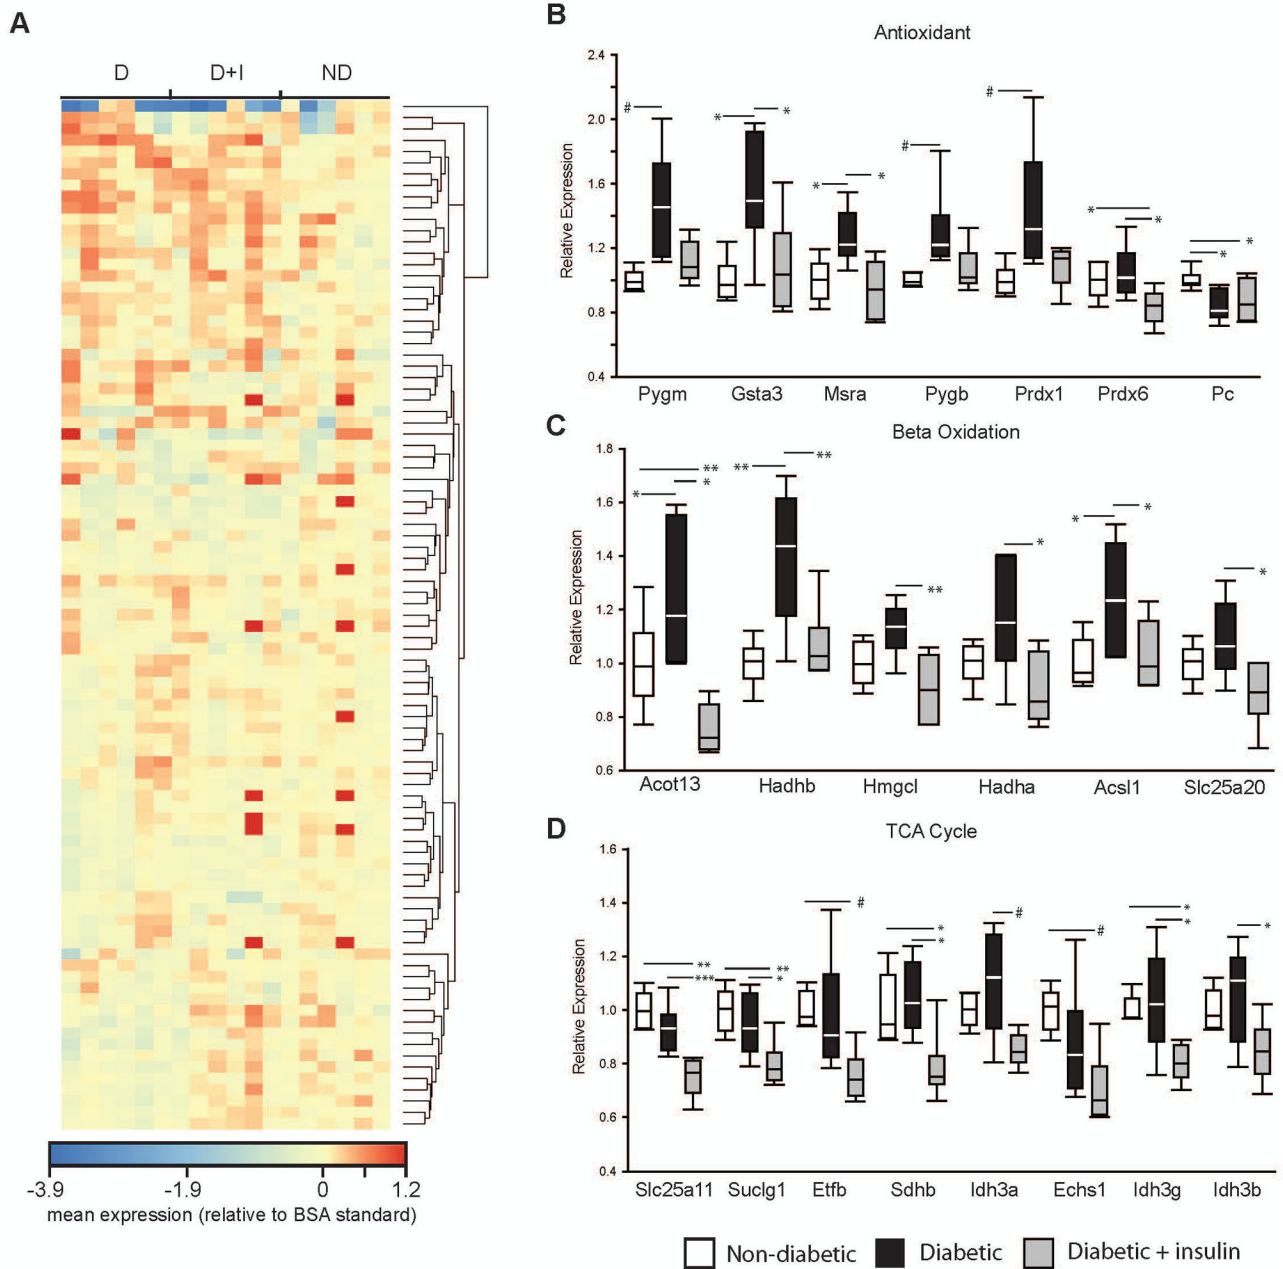 A
D D+I ND
-3.9 -1.9 0 1.2
mean expression (relative to BSA standard)
B
Antioxidant
Relative Expression
2.4
2.0
1.6
1.2
0.8
0.4
# * * * * # # * * * *
Pygm Gsta3 Msra Pygb Prdx1 Prdx6 Pc
C
Beta Oxidation
Relative Expression
1.8
1.6
1.4
1.2
1.0
0.8
0.6
* ** * ** ** ** * * * *
Acot13 Hadhb Hmgcl Hadha Acsl1 Slc25a20
D
TCA Cycle
Relative Expression
1.6
1.4
1.2
1.0
0.8
0.6
0.4
** *** ** * # * * # # * * *
Slc25a11 Suclg1 Etfb Sdhb Idh3a Echs1 Idh3g Idh3b
Non-diabetic Diabetic Diabetic + insulin